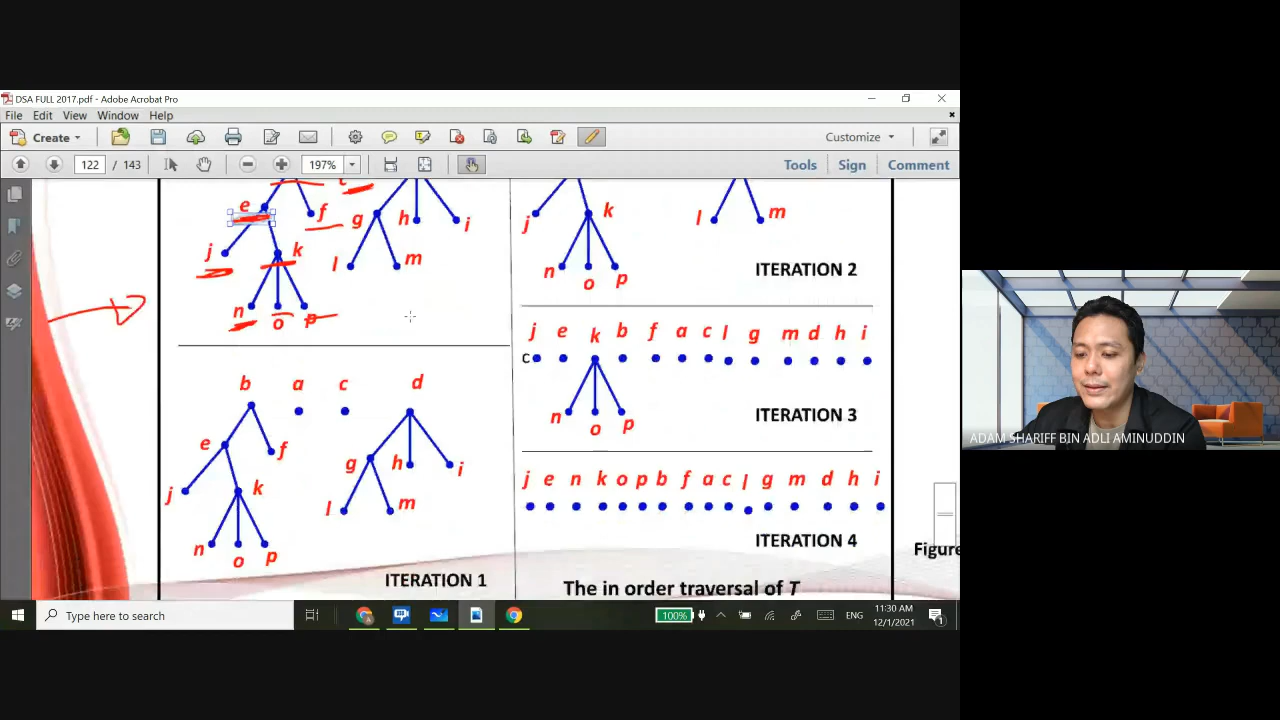 DSA FULL 2017.pdf - Adobe Acrobat Pro
File Edit View Window Help
Create
Customize
122 / 143
197%
Tools Sign Comment
e
f
g
h
i
j
k
l
m
n
o
p
k
j
l
m
n
o
p
ITERATION 2
j e k b f a c l g m d h i
C
n
o
p
ITERATION 3
b a c d
e
f
g
h
i
j
k
l
m
n
o
p
ITERATION 1
j e n k o p b f a c l g m d h i
ITERATION 4
Figure
The in order traversal of T
ADAM SHARIFF BIN ADLI AMINUDDIN
Type here to search
100%
ENG
11:30 AM
12/1/2021
1